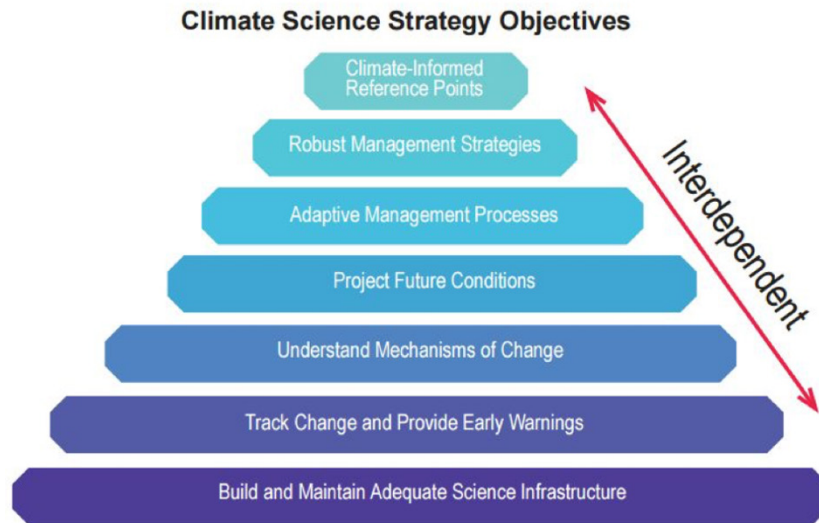 Climate Science Strategy Objectives
Climate-Informed
Reference Points
Robust Management Strategies
Adaptive Management Processes
Project Future Conditions
Understand Mechanisms of Change
Track Change and Provide Early Warnings
Build and Maintain Adequate Science Infrastructure
Interdependent